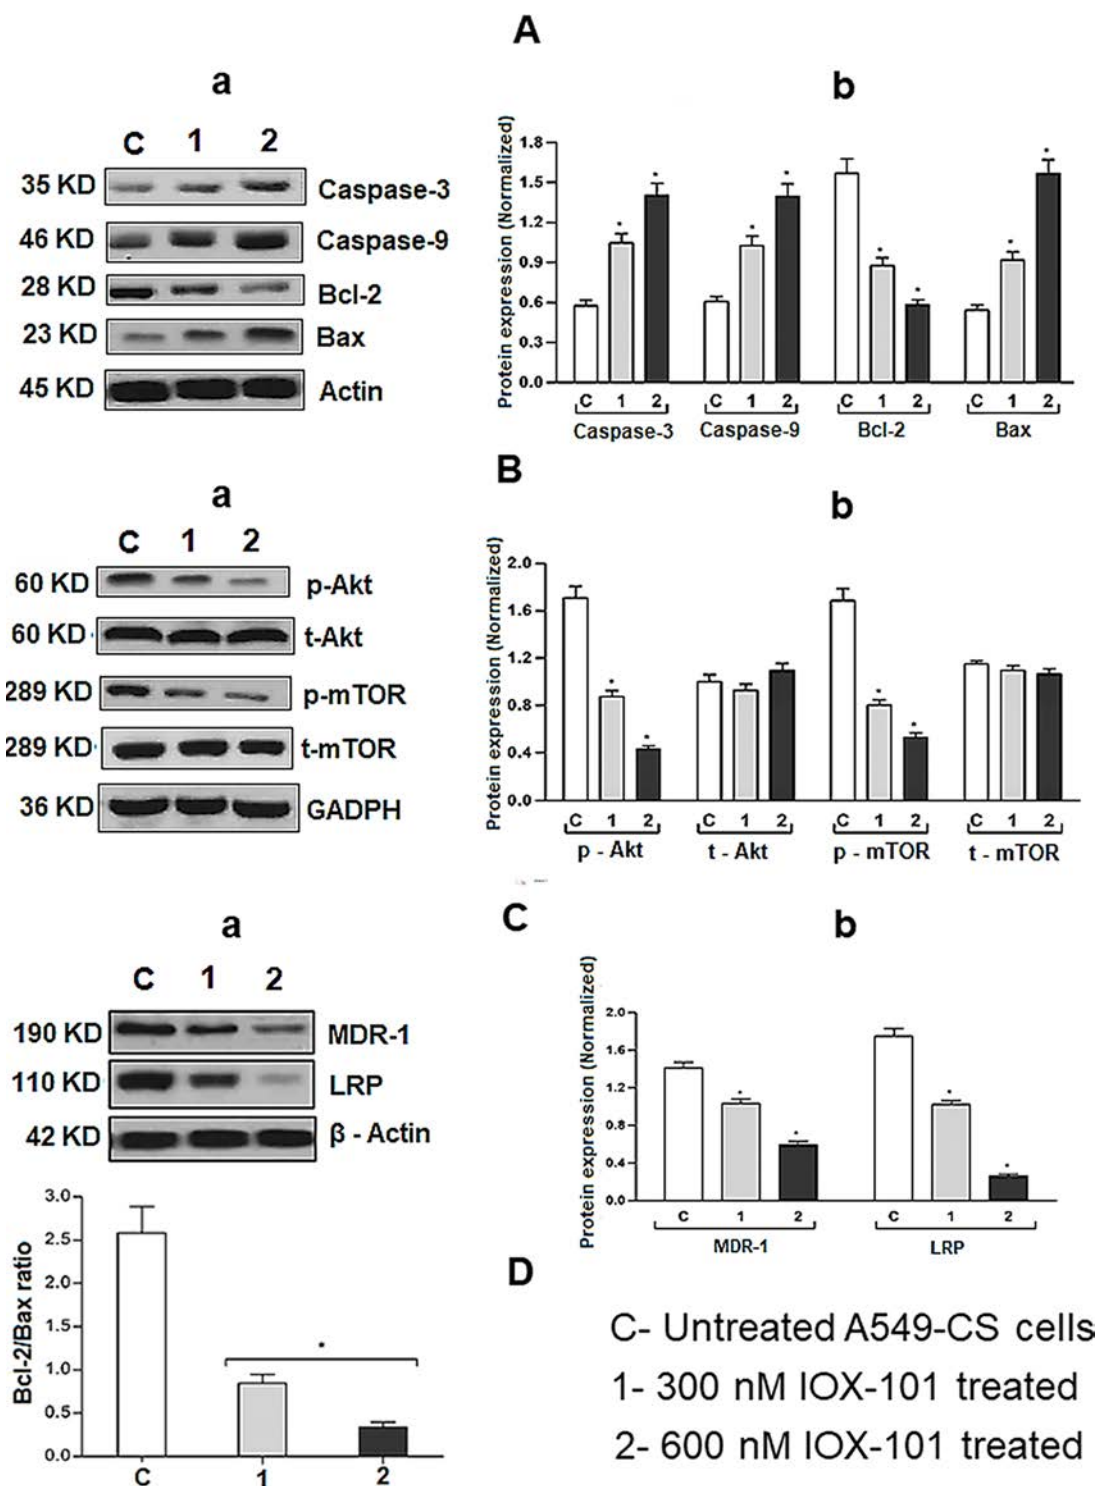 A
a
b
C 1 2
35 KD Caspase-3
46 KD Caspase-9
28 KD Bcl-2
23 KD Bax
45 KD Actin
Protein expression (Normalized)
1.8
1.5
1.2
0.9
0.6
0.3
0.0
* * * * * * * *
C 1 2 C 1 2 C 1 2 C 1 2
Caspase-3 Caspase-9 Bcl-2 Bax
B
a
b
C 1 2
60 KD p-Akt
60 KD t-Akt
289 KD p-mTOR
289 KD t-mTOR
36 KD GADPH
Protein expression (Normalized)
2.0
1.6
1.2
0.8
0.4
0.0
* * * *
C 1 2 C 1 2 C 1 2 C 1 2
p - Akt t - Akt p - mTOR t - mTOR
C
a
b
C 1 2
190 KD MDR-1
110 KD LRP
42 KD β - Actin
Protein expression (Normalized)
2.0
1.6
1.2
0.8
0.4
0.0
* * * *
C 1 2 C 1 2
MDR-1 LRP
D
Bcl-2/Bax ratio
3.0
2.5
2.0
1.5
1.0
0.5
0.0
*
C 1 2
C- Untreated A549-CS cells
1- 300 nM IOX-101 treated
2- 600 nM IOX-101 treated